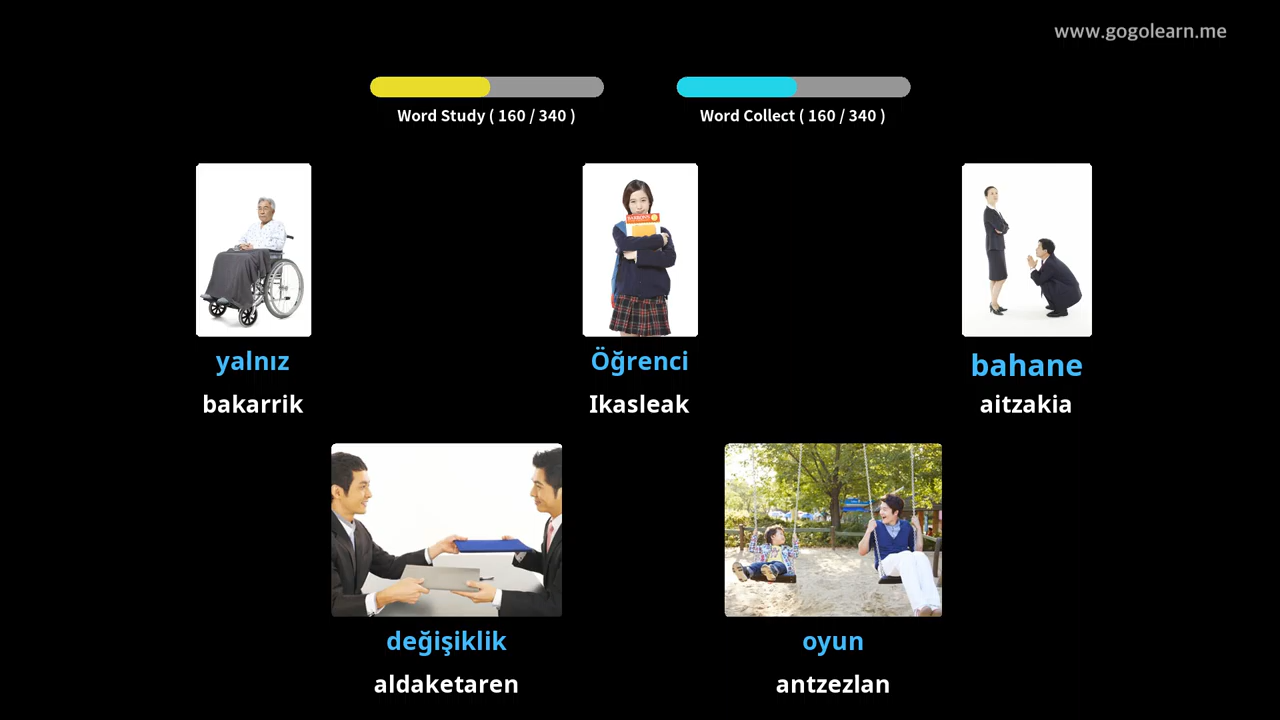 www.gogolearn.me
Word Study ( 160 / 340 )
Word Collect ( 160 / 340 )
yalnız
bakarrik
Öğrenci
Ikasleak
bahane
aitzakia
değişiklik
aldaketaren
oyun
antzezlan